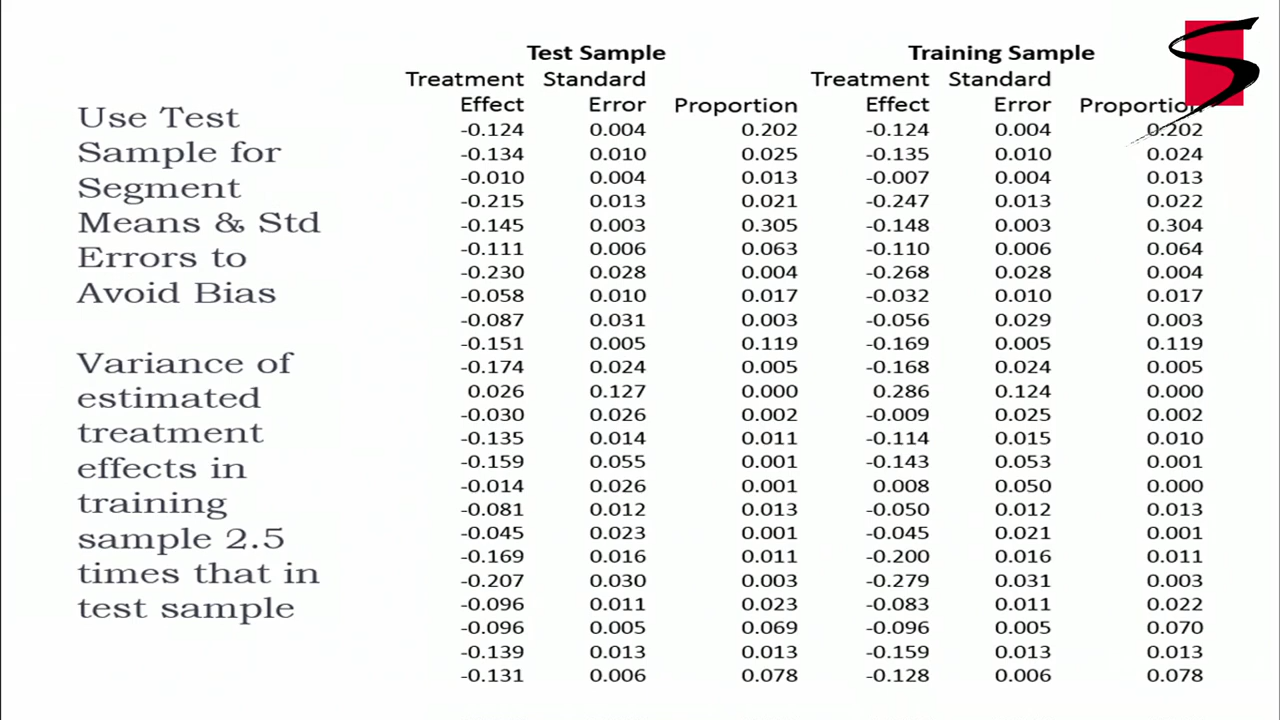 Use Test
Sample for
Segment
Means & Std
Errors to
Avoid Bias
Variance of
estimated
treatment
effects in
training
sample 2.5
times that in
test sample
Test Sample Training Sample
Treatment Standard Treatment Standard
Effect Error Proportion Effect Error Proportion
-0.124 0.004 0.202 -0.124 0.004 0.202
-0.134 0.010 0.025 -0.135 0.010 0.024
-0.010 0.004 0.013 -0.007 0.004 0.013
-0.215 0.013 0.021 -0.247 0.013 0.022
-0.145 0.003 0.305 -0.148 0.003 0.304
-0.111 0.006 0.063 -0.110 0.006 0.064
-0.230 0.028 0.004 -0.268 0.028 0.004
-0.058 0.010 0.017 -0.032 0.010 0.017
-0.087 0.031 0.003 -0.056 0.029 0.003
-0.151 0.005 0.119 -0.169 0.005 0.119
-0.174 0.024 0.005 -0.168 0.024 0.005
0.026 0.127 0.000 0.286 0.124 0.000
-0.030 0.026 0.002 -0.009 0.025 0.002
-0.135 0.014 0.011 -0.114 0.015 0.010
-0.159 0.055 0.001 -0.143 0.053 0.001
-0.014 0.026 0.001 0.008 0.050 0.000
-0.081 0.012 0.013 -0.050 0.012 0.013
-0.045 0.023 0.001 -0.045 0.021 0.001
-0.169 0.016 0.011 -0.200 0.016 0.011
-0.207 0.030 0.003 -0.279 0.031 0.003
-0.096 0.011 0.023 -0.083 0.011 0.022
-0.096 0.005 0.069 -0.096 0.005 0.070
-0.139 0.013 0.013 -0.159 0.013 0.013
-0.131 0.006 0.078 -0.128 0.006 0.078